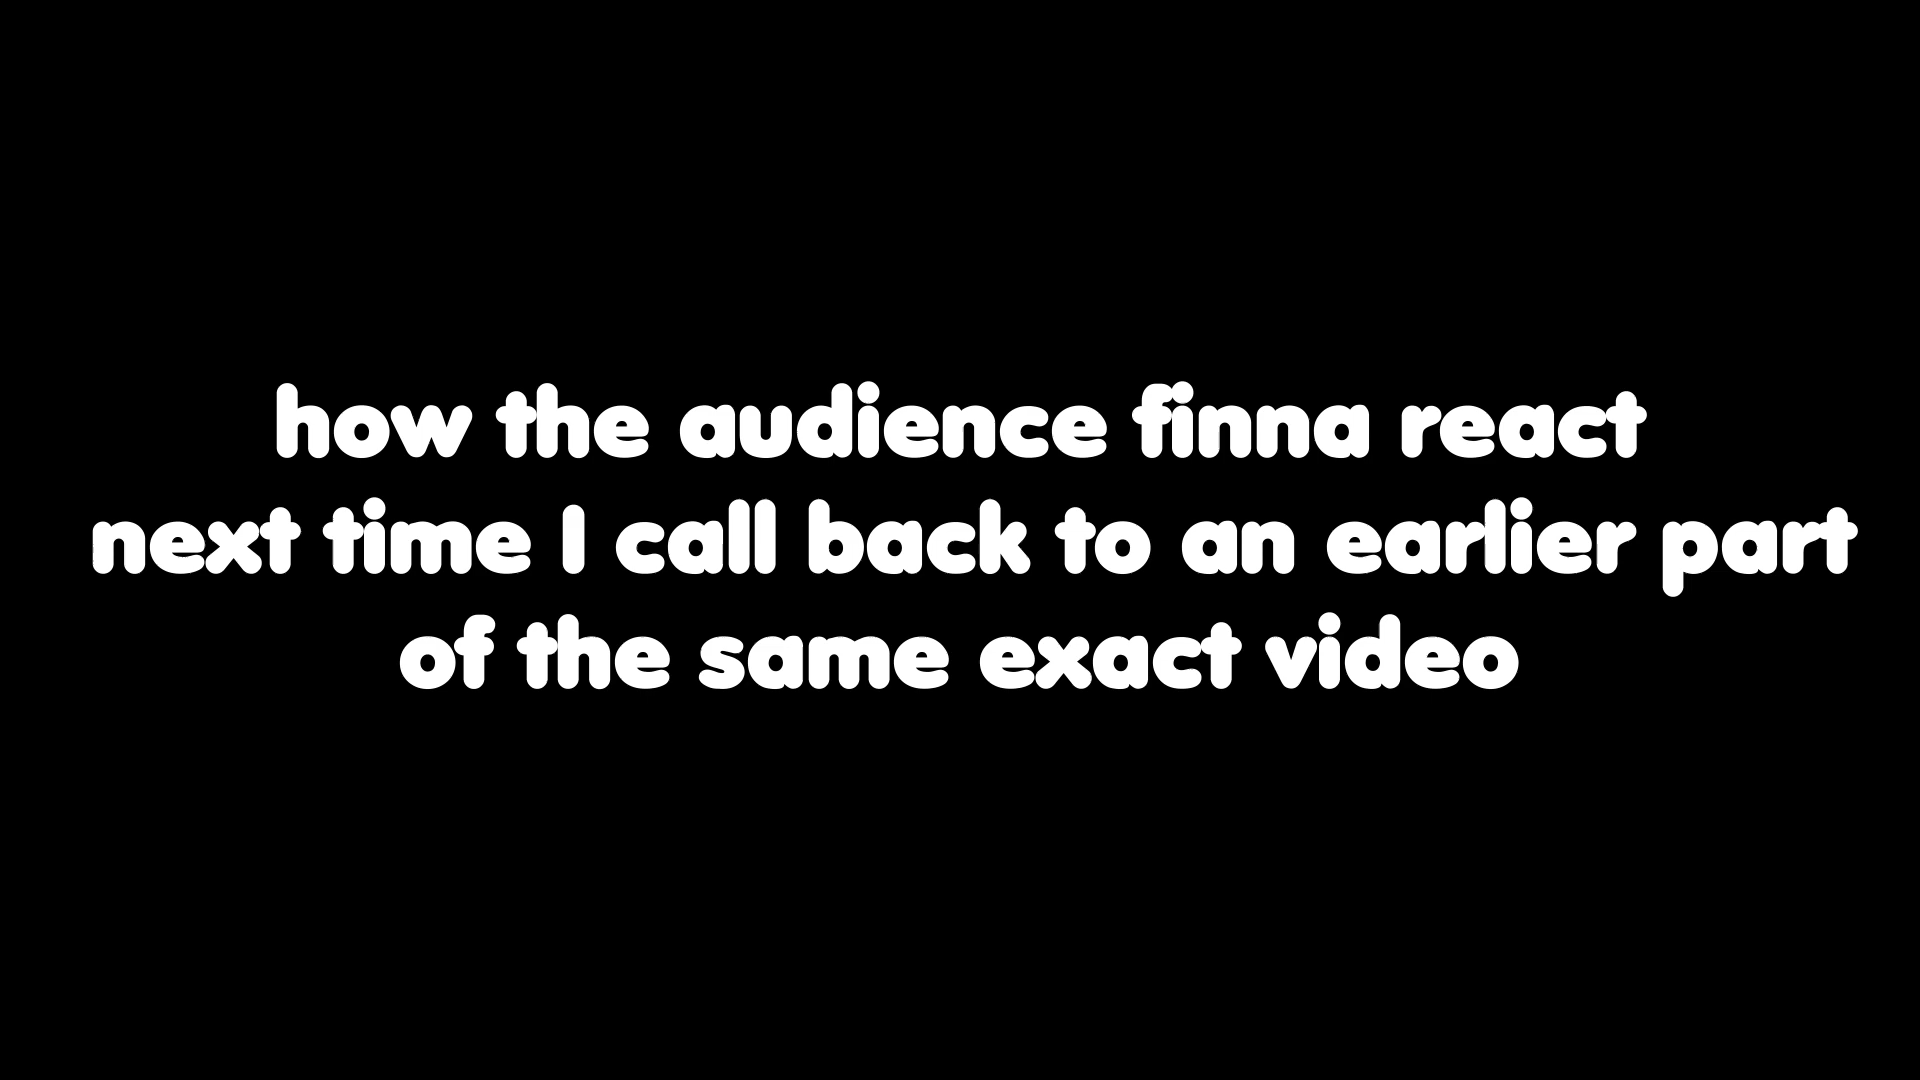 how the audience finna react
next time I call back to an earlier part
of the same exact video